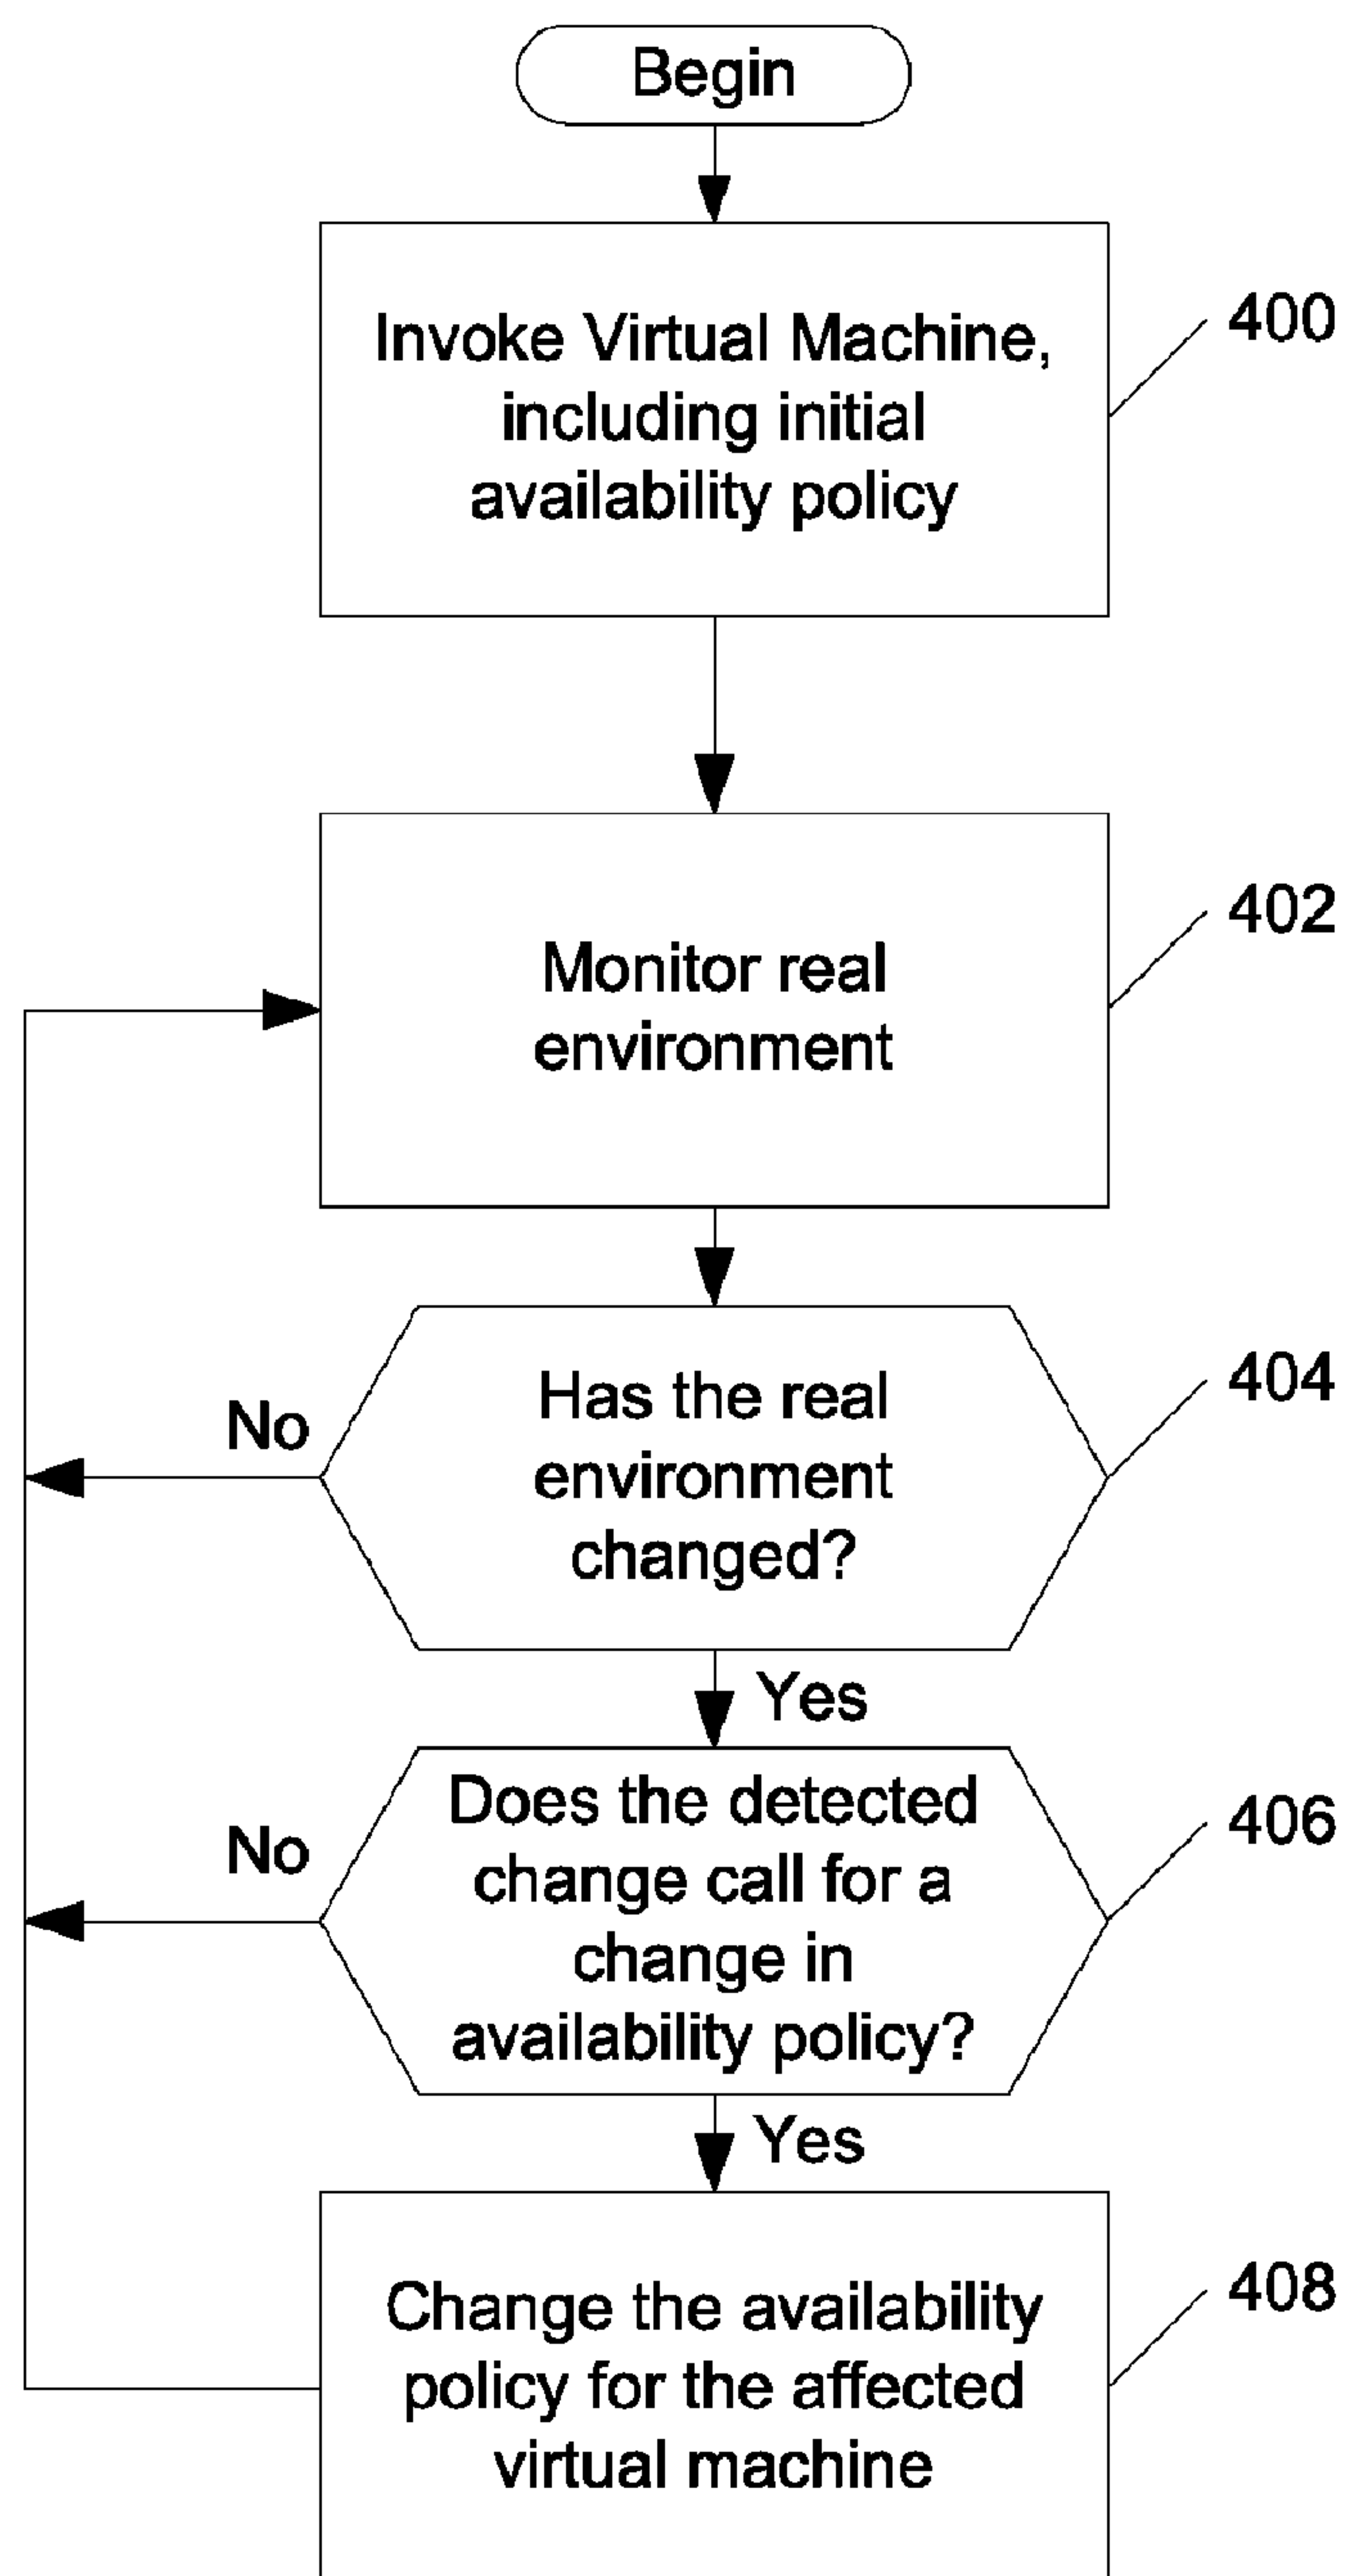 Begin
Invoke Virtual Machine,
including initial
availability policy
400
Monitor real
environment
402
Has the real
environment
changed?
404
No
Yes
Does the detected
change call for a
change in
availability policy?
406
No
Yes
Change the availability
policy for the affected
virtual machine
408